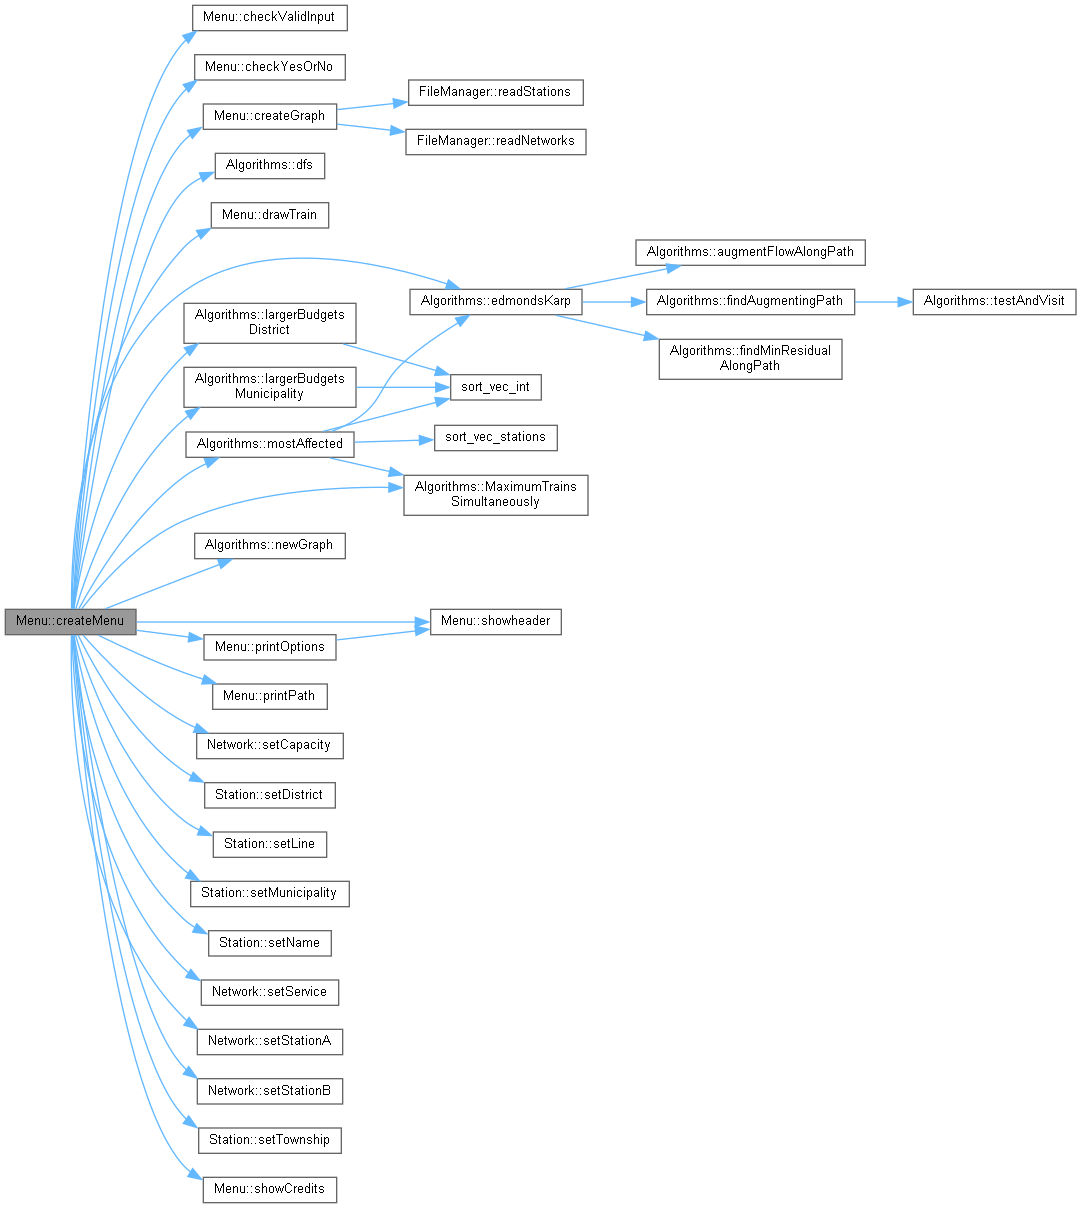 Menu::checkValidInput
Menu::checkYesOrNo
FileManager::readStations
Menu::createGraph
FileManager::readNetworks
Algorithms::dfs
Menu::drawTrain
Algorithms::augmentFlowAlongPath
Algorithms::edmondsKarp
Algorithms::findAugmentingPath
Algorithms::testAndVisit
Algorithms::largerBudgets
District
Algorithms::findMinResidual
AlongPath
Algorithms::largerBudgets
Municipality
sort_vec_int
Algorithms::mostAffected
sort_vec_stations
Algorithms::MaximumTrains
Simultaneously
Algorithms::newGraph
Menu::createMenu
Menu::showheader
Menu::printOptions
Menu::printPath
Network::setCapacity
Station::setDistrict
Station::setLine
Station::setMunicipality
Station::setName
Network::setService
Network::setStationA
Network::setStationB
Station::setTownship
Menu::showCredits